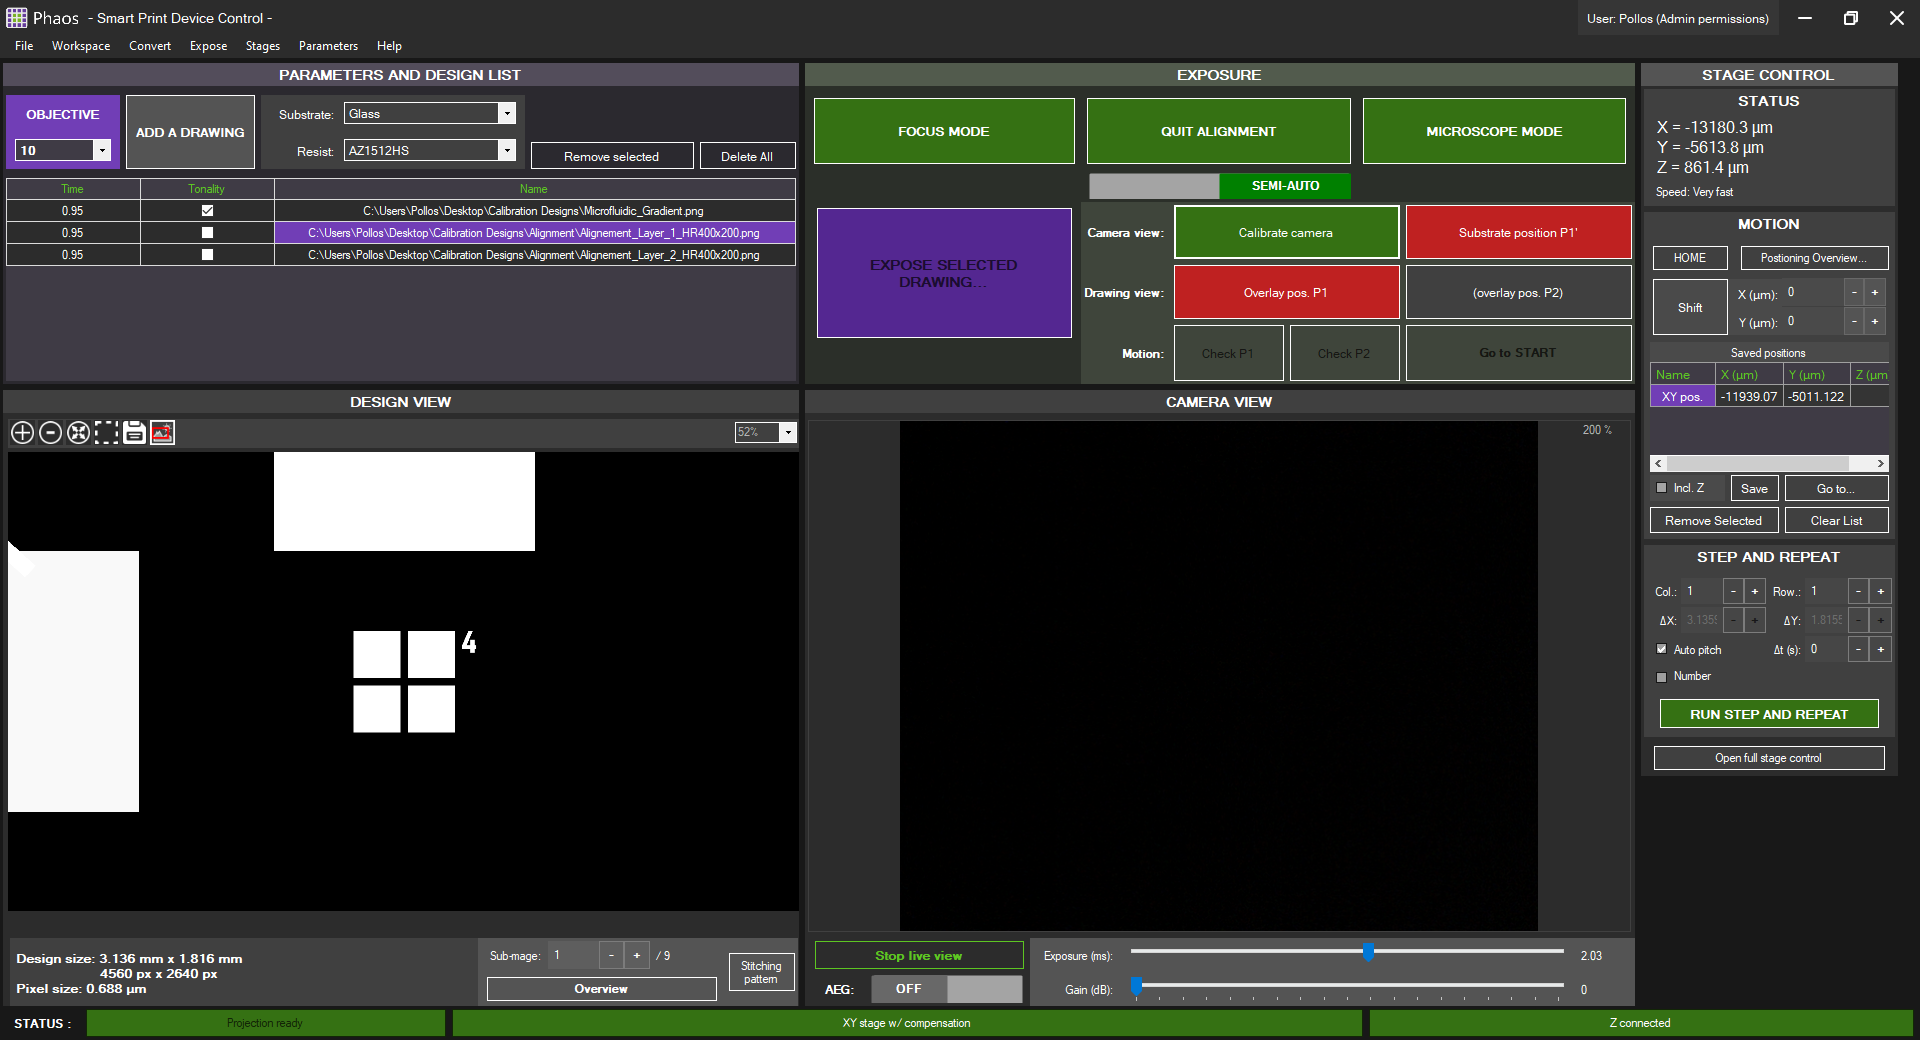 Phaos - Smart Print Device Control -
User: Pollos (Admin permissions)
File Workspace Convert Expose Stages Parameters Help
PARAMETERS AND DESIGN LIST
OBJECTIVE
10
ADD A DRAWING
Substrate: Glass
Resist: AZ1512HS
Remove selected
Delete All
Time Tonality Name
0.95 C:\Users\Pollos\Desktop\Calibration Designs\Microfluidic_Gradient.png
0.95 C:\Users\Pollos\Desktop\Calibration Designs\Alignment\Alignement_Layer_1_HR400x200.png
0.95 C:\Users\Pollos\Desktop\Calibration Designs\Alignment\Alignement_Layer_2_HR400x200.png
EXPOSURE
FOCUS MODE
QUIT ALIGNMENT
MICROSCOPE MODE
SEMI-AUTO
EXPOSE SELECTED
DRAWING...
Camera view: Calibrate camera Substrate position P1'
Drawing view: Overlay pos. P1 (overlay pos. P2)
Motion: Check P1 Check P2 Go to START
STAGE CONTROL
STATUS
X = -13180.3 µm
Y = -5613.8 µm
Z = 861.4 µm
Speed: Very fast
MOTION
HOME
Postioning Overview...
Shift
X (µm): 0 - +
Y (µm): 0 - +
Saved positions
Name X (µm) Y (µm) Z (µm
XY pos. -11939.07 -5011.122
< >
Incl. Z
Save
Go to...
Remove Selected
Clear List
STEP AND REPEAT
Col.: 1 - + Row.: 1 - +
ΔX: 3.1355 - + ΔY: 1.8155 - +
Auto pitch Δt (s): 0 - +
Number
RUN STEP AND REPEAT
Open full stage control
DESIGN VIEW
52%
4
Design size: 3.136 mm x 1.816 mm
4560 px x 2640 px
Pixel size: 0.688 µm
Sub-mage: 1 - + / 9
Overview
Stitching
pattern
CAMERA VIEW
200 %
Stop live view
AEG: OFF
Exposure (ms): 2.03
Gain (dB): 0
STATUS :
Projection ready
XY stage w/ compensation
Z connected